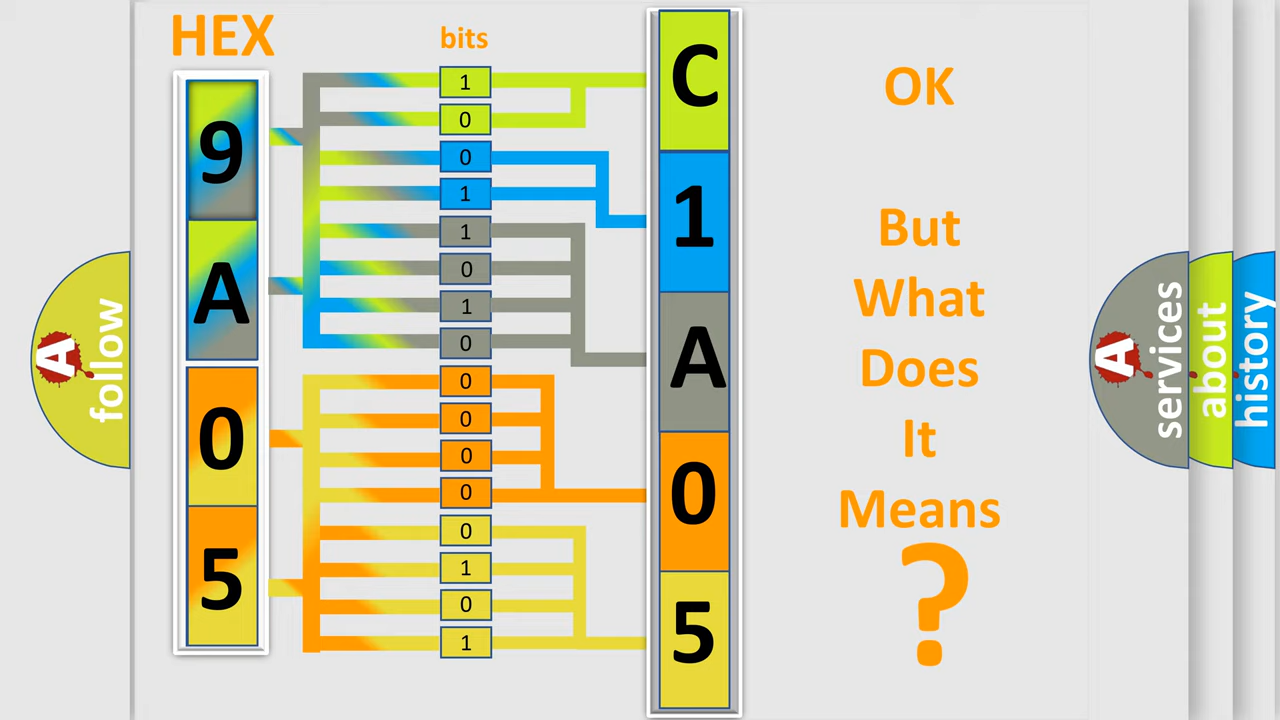 HEX
bits
9
A
0
5
1
0
0
1
1
0
1
0
0
0
0
0
0
1
0
1
C
1
A
0
5
OK
But
What
Does
It
Means
?
A
follow
A
services
about
history